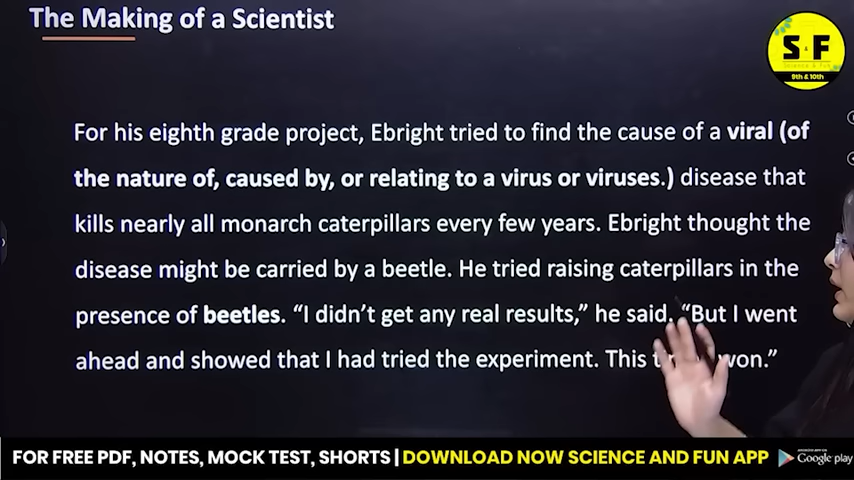 The Making of a Scientist
S & F
SCIENCE & FUN
9th & 10th
For his eighth grade project, Ebright tried to find the cause of a viral (of
the nature of, caused by, or relating to a virus or viruses.) disease that
kills nearly all monarch caterpillars every few years. Ebright thought the
disease might be carried by a beetle. He tried raising caterpillars in the
presence of beetles. “I didn’t get any real results,” he said. “But I went
ahead and showed that I had tried the experiment. This won.”
FOR FREE PDF, NOTES, MOCK TEST, SHORTS | DOWNLOAD NOW SCIENCE AND FUN APP
Google play